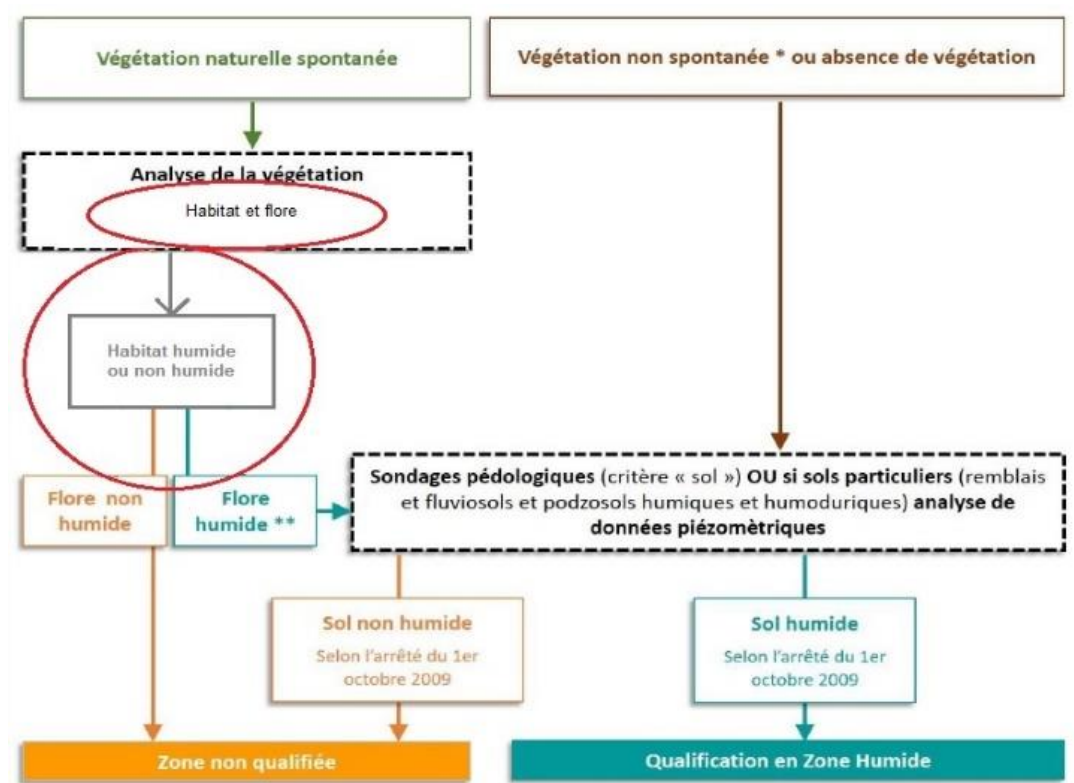 Végétation naturelle spontanée
Végétation non spontanée * ou absence de végétation
Analyse de la végétation
Habitat et flore
Habitat humide
ou non humide
Flore non
humide
Flore
humide **
Sondages pédologiques (critère « sol ») OU si sols particuliers (remblais
et fluviosols et podzosols humiques et humoduriques) analyse de
données piézomètriques
Sol non humide
Selon l'arrêté du 1er
octobre 2009
Sol humide
Selon l'arrêté du 1er
octobre 2009
Zone non qualifiée
Qualification en Zone Humide